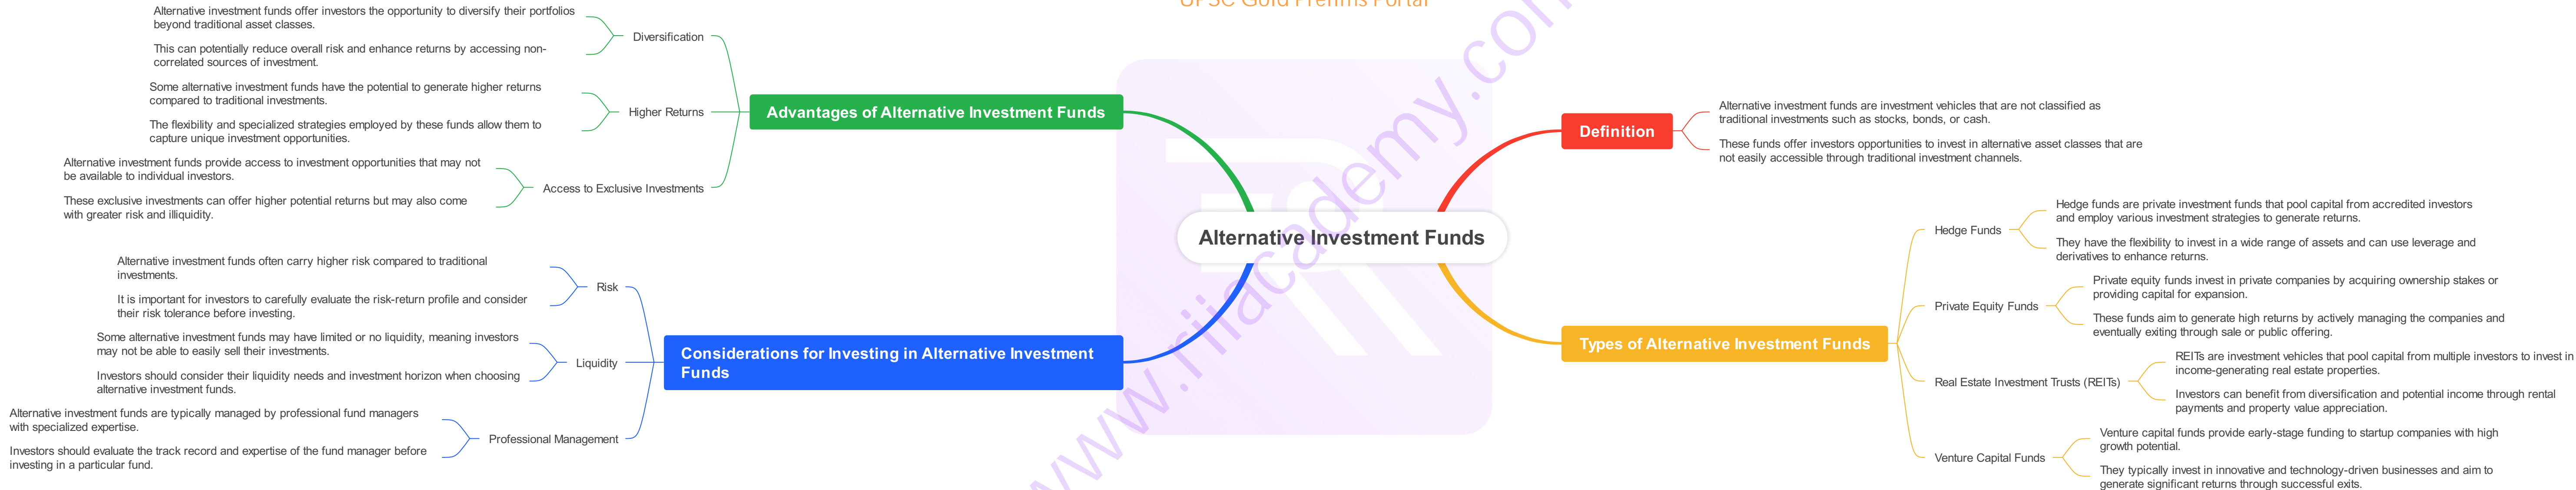 UPSC Gold Prelims Portal
Alternative Investment Funds
Definition
Alternative investment funds are investment vehicles that are not classified as
traditional investments such as stocks, bonds, or cash.
These funds offer investors opportunities to invest in alternative asset classes that are
not easily accessible through traditional investment channels.
Types of Alternative Investment Funds
Hedge Funds
Hedge funds are private investment funds that pool capital from accredited investors
and employ various investment strategies to generate returns.
They have the flexibility to invest in a wide range of assets and can use leverage and
derivatives to enhance returns.
Private Equity Funds
Private equity funds invest in private companies by acquiring ownership stakes or
providing capital for expansion.
These funds aim to generate high returns by actively managing the companies and
eventually exiting through sale or public offering.
Real Estate Investment Trusts (REITs)
REITs are investment vehicles that pool capital from multiple investors to invest in
income-generating real estate properties.
Investors can benefit from diversification and potential income through rental
payments and property value appreciation.
Venture Capital Funds
Venture capital funds provide early-stage funding to startup companies with high
growth potential.
They typically invest in innovative and technology-driven businesses and aim to
generate significant returns through successful exits.
Advantages of Alternative Investment Funds
Diversification
Alternative investment funds offer investors the opportunity to diversify their portfolios
beyond traditional asset classes.
This can potentially reduce overall risk and enhance returns by accessing non-
correlated sources of investment.
Higher Returns
Some alternative investment funds have the potential to generate higher returns
compared to traditional investments.
The flexibility and specialized strategies employed by these funds allow them to
capture unique investment opportunities.
Access to Exclusive Investments
Alternative investment funds provide access to investment opportunities that may not
be available to individual investors.
These exclusive investments can offer higher potential returns but may also come
with greater risk and illiquidity.
Considerations for Investing in Alternative Investment
Funds
Risk
Alternative investment funds often carry higher risk compared to traditional
investments.
It is important for investors to carefully evaluate the risk-return profile and consider
their risk tolerance before investing.
Liquidity
Some alternative investment funds may have limited or no liquidity, meaning investors
may not be able to easily sell their investments.
Investors should consider their liquidity needs and investment horizon when choosing
alternative investment funds.
Professional Management
Alternative investment funds are typically managed by professional fund managers
with specialized expertise.
Investors should evaluate the track record and expertise of the fund manager before
investing in a particular fund.